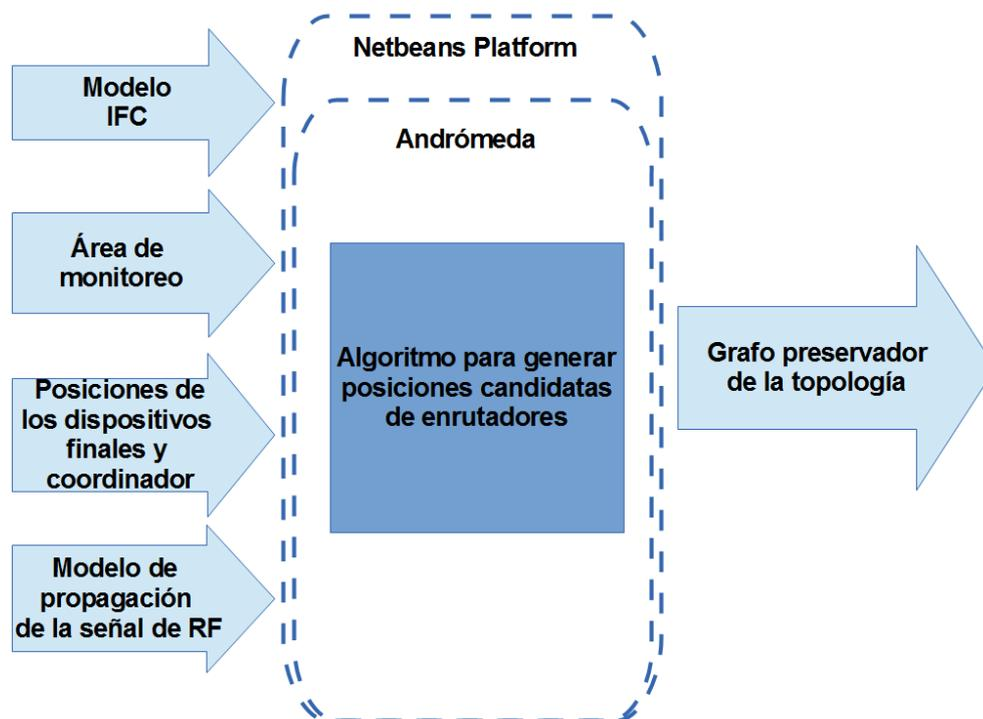 Modelo
IFC
Área de
monitoreo
Posiciones de
los dispositivos
finales y
coordinador
Modelo de
propagación
de la señal de RF
Netbeans Platform
Andrómeda
Algoritmo para generar
posiciones candidatas
de enrutadores
Grafo preservador
de la topología